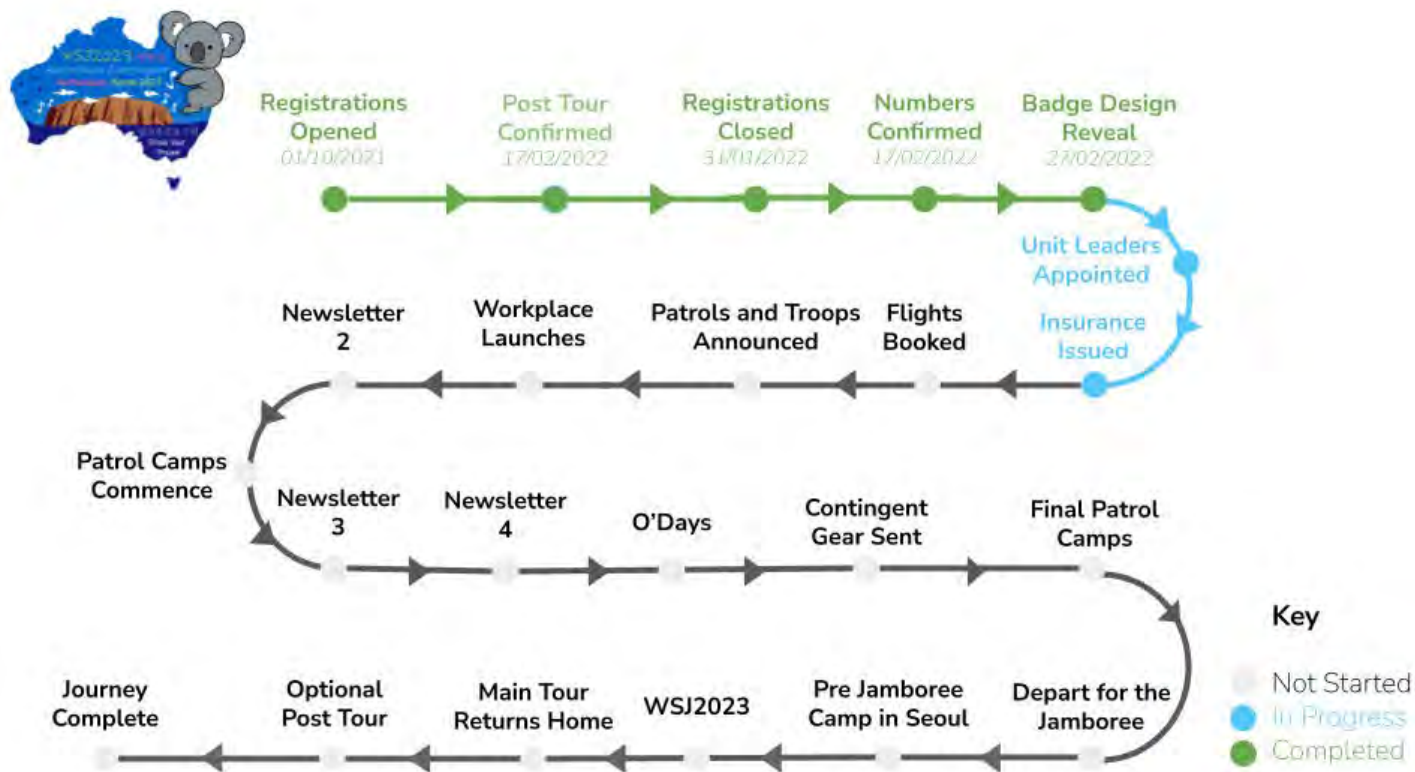 WSJ2023
Registrations
Opened
01/10/2021
Post Tour
Confirmed
17/02/2022
Registrations
Closed
31/01/2022
Numbers
Confirmed
17/02/2022
Badge Design
Reveal
27/02/2022
Unit Leaders
Appointed
Newsletter
2
Workplace
Launches
Patrols and Troops
Announced
Flights
Booked
Insurance
Issued
Patrol Camps
Commence
Newsletter
3
Newsletter
4
O'Days
Contingent
Gear Sent
Final Patrol
Camps
Journey
Complete
Optional
Post Tour
Main Tour
Returns Home
WSJ2023
Pre Jamboree
Camp in Seoul
Depart for the
Jamboree
Key
Not Started
In Progress
Completed